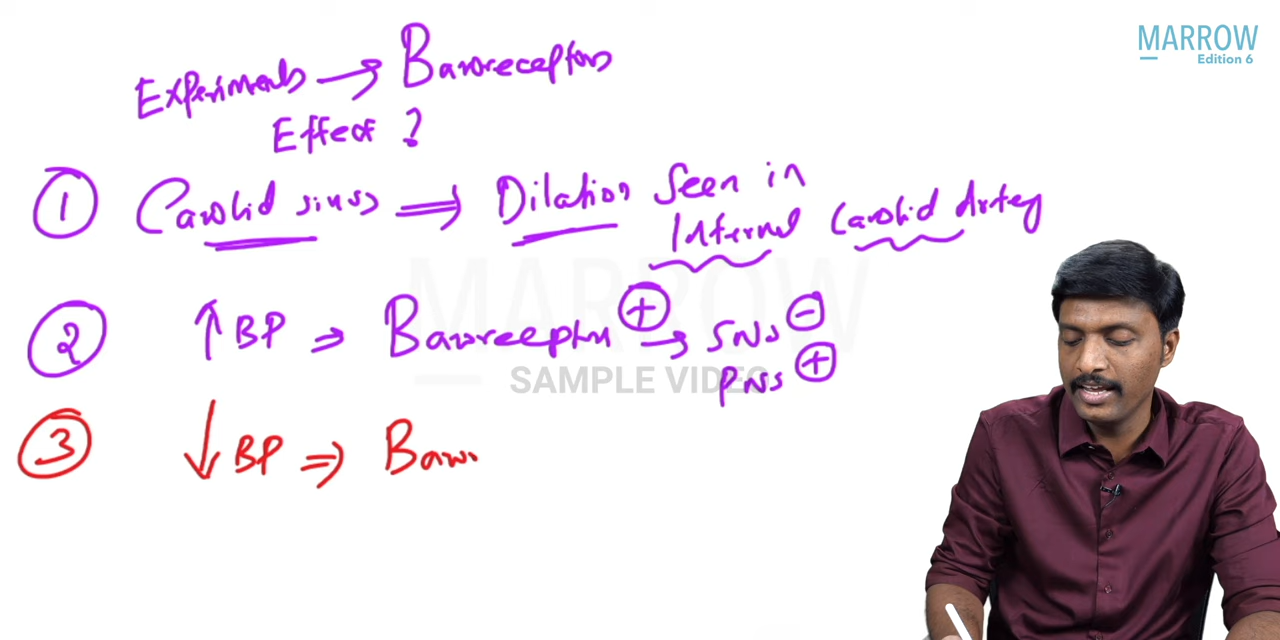 MARROW
Edition 6
Experiments → Baroreceptors
Effect ?
① Carotid sinus ⇒ Dilation seen in
Internal Carotid Artery
② ↑ BP ⇒ Baroreceptor ⊕ → SNS ⊖
PNS ⊕
③ ↓ BP ⇒ Baro
MARROW
SAMPLE VIDEO